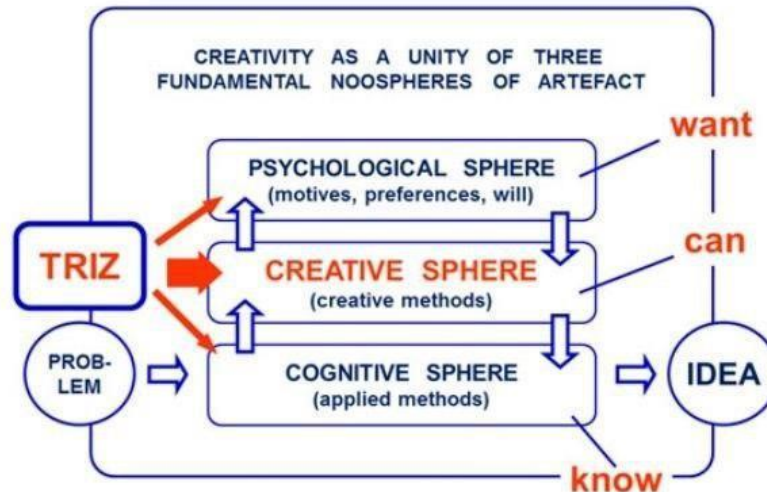 CREATIVITY AS A UNITY OF THREE
FUNDAMENTAL NOOSPHERES OF ARTEFACT
want
PSYCHOLOGICAL SPHERE
(motives, preferences, will)
can
TRIZ
CREATIVE SPHERE
(creative methods)
PROB-
LEM
COGNITIVE SPHERE
(applied methods)
IDEA
know